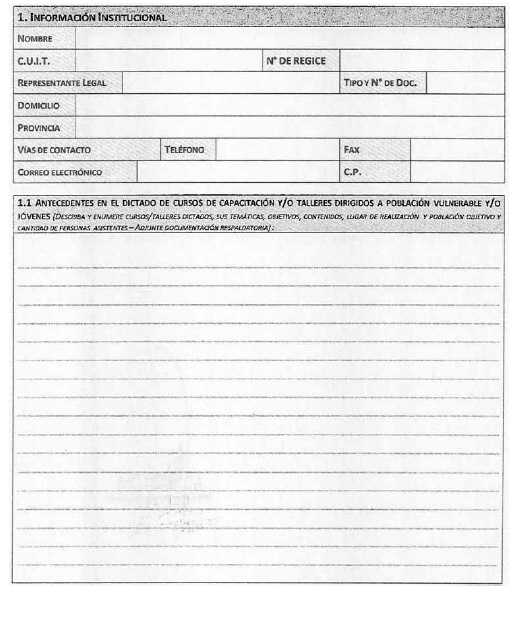 1. INFORMACIÓN INSTITUCIONAL
NOMBRE
C.U.I.T. N° DE REGICE
REPRESENTANTE LEGAL TIPO Y N° DE DOC.
DOMICILIO
PROVINCIA
VÍAS DE CONTACTO TELÉFONO FAX
CORREO ELECTRÓNICO C.P.
1.1 ANTECEDENTES EN EL DICTADO DE CURSOS DE CAPACITACIÓN Y/O TALLERES DIRIGIDOS A POBLACIÓN VULNERABLE Y/O
JÓVENES (DESCRIBA Y ENUMERE CURSOS/TALLERES DICTADOS, SUS TEMÁTICAS, OBJETIVOS, CONTENIDOS, LUGAR DE REALIZACIÓN Y POBLACIÓN OBJETIVO Y
CANTIDAD DE PERSONAS ASISTENTES – ADJUNTE DOCUMENTACIÓN RESPALDATORIA):